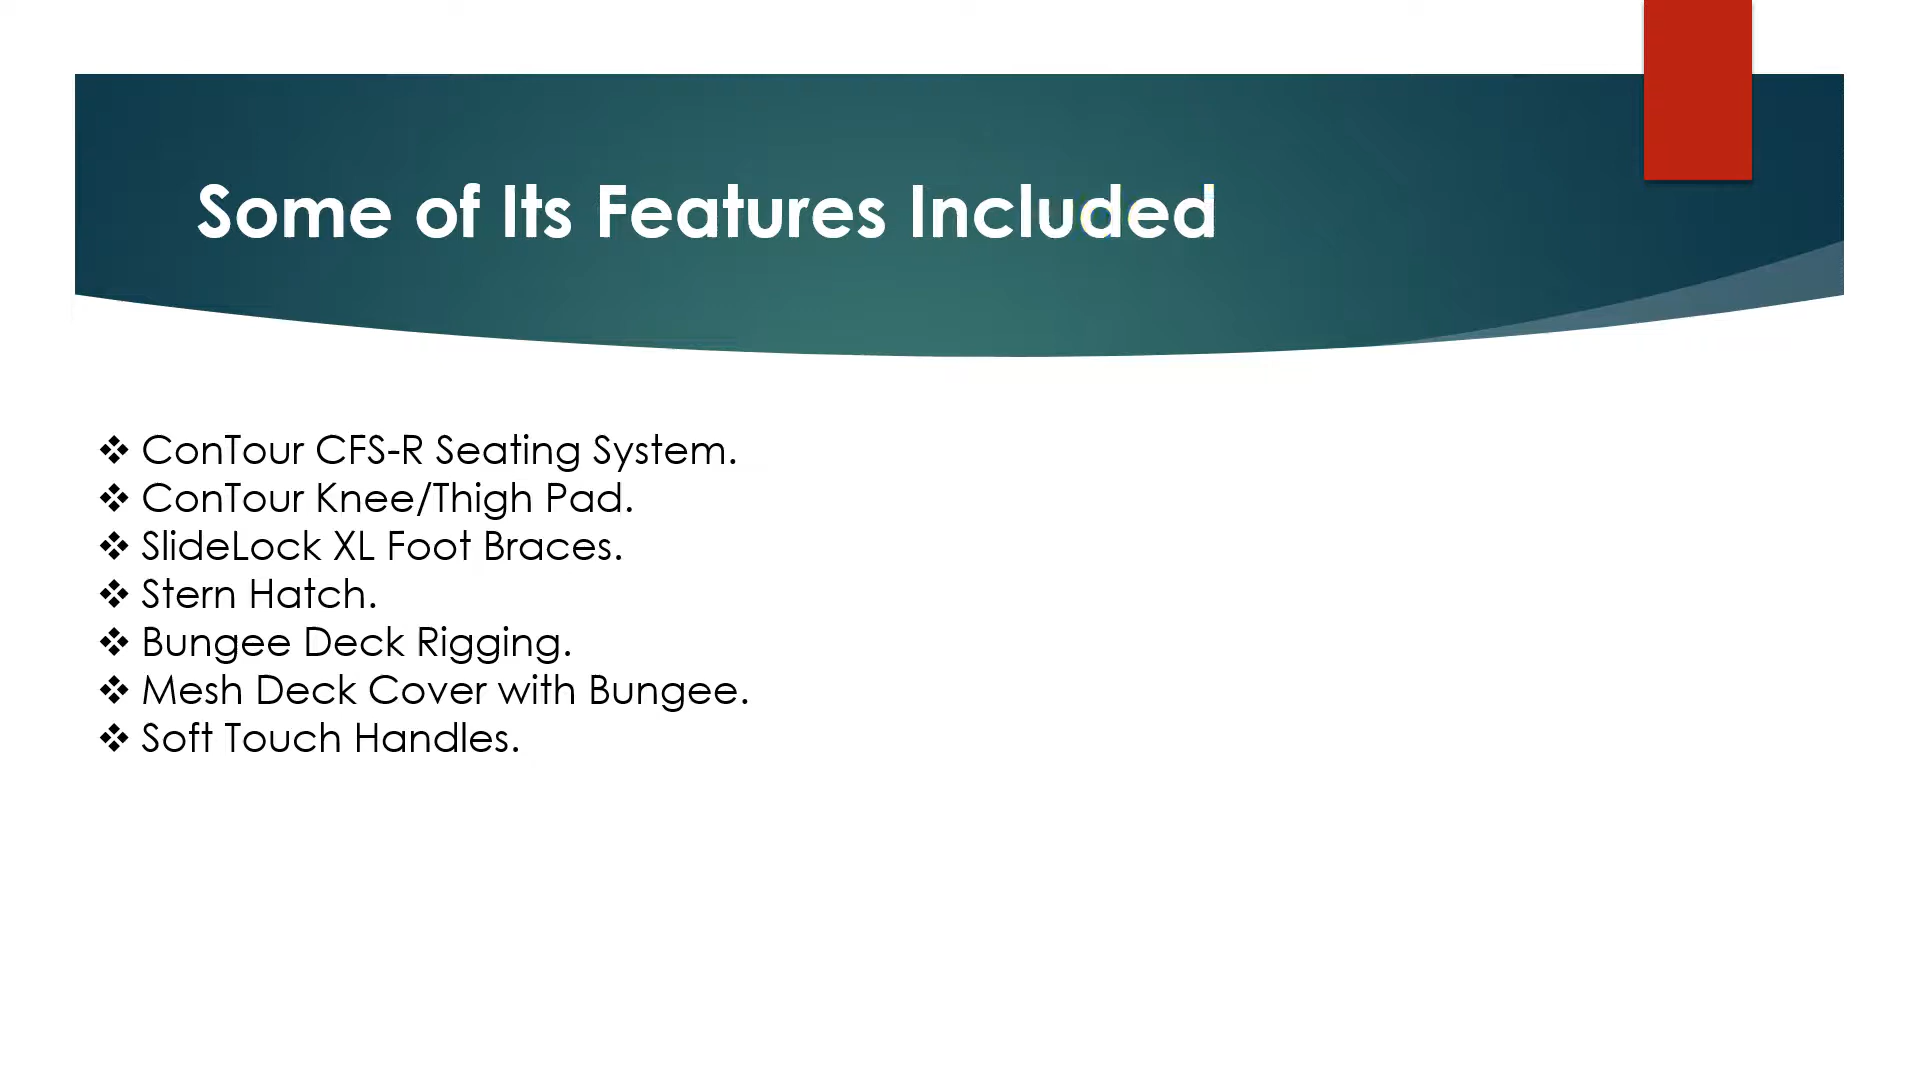 Some of Its Features Included
❖ ConTour CFS-R Seating System.
❖ ConTour Knee/Thigh Pad.
❖ SlideLock XL Foot Braces.
❖ Stern Hatch.
❖ Bungee Deck Rigging.
❖ Mesh Deck Cover with Bungee.
❖ Soft Touch Handles.